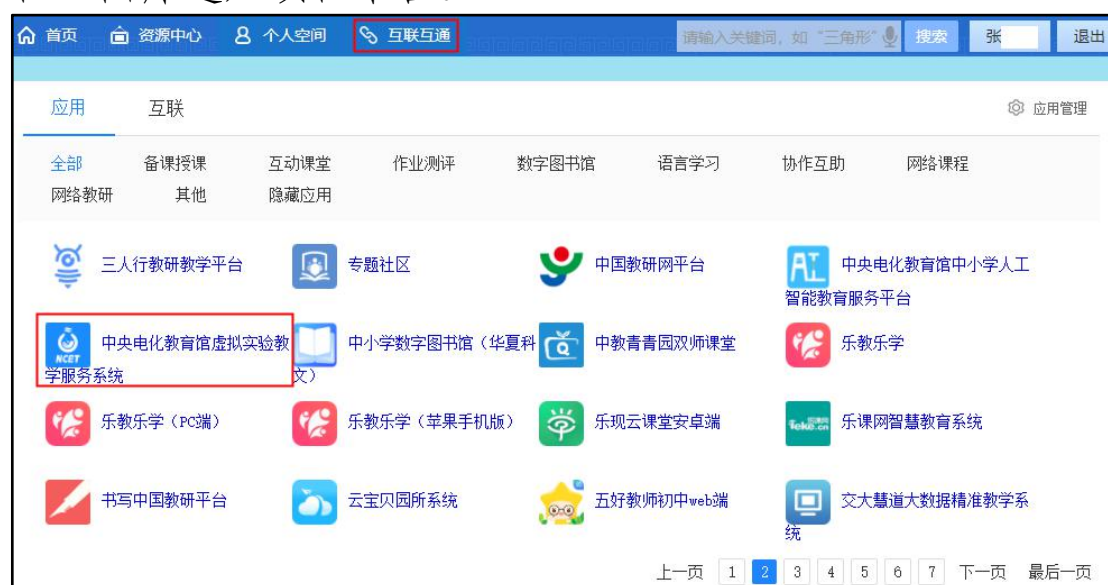 首页 资源中心 个人空间 互联互通 请输入关键词，如“三角形” 搜索 张 退出
应用 互联 应用管理
全部 备课授课 互动课堂 作业测评 数字图书馆 语言学习 协作互助 网络课程
网络教研 其他 隐藏应用
三人行教研教学平台 专题社区 中国教研网平台 中央电化教育馆中小学人工
智能教育服务平台
中央电化教育馆虚拟实验教 中小学数字图书馆（华夏科 中教青青园双师课堂 乐教乐学
NCET
学服务系统 文）
乐教乐学（PC端） 乐教乐学（苹果手机版） 乐现云课堂安卓端 乐课网智慧教育系统
书写中国教研平台 云宝贝园所系统 五好教师初中web端 交大慧道大数据精准教学系
统
上一页 1 2 3 4 5 6 7 下一页 最后一页